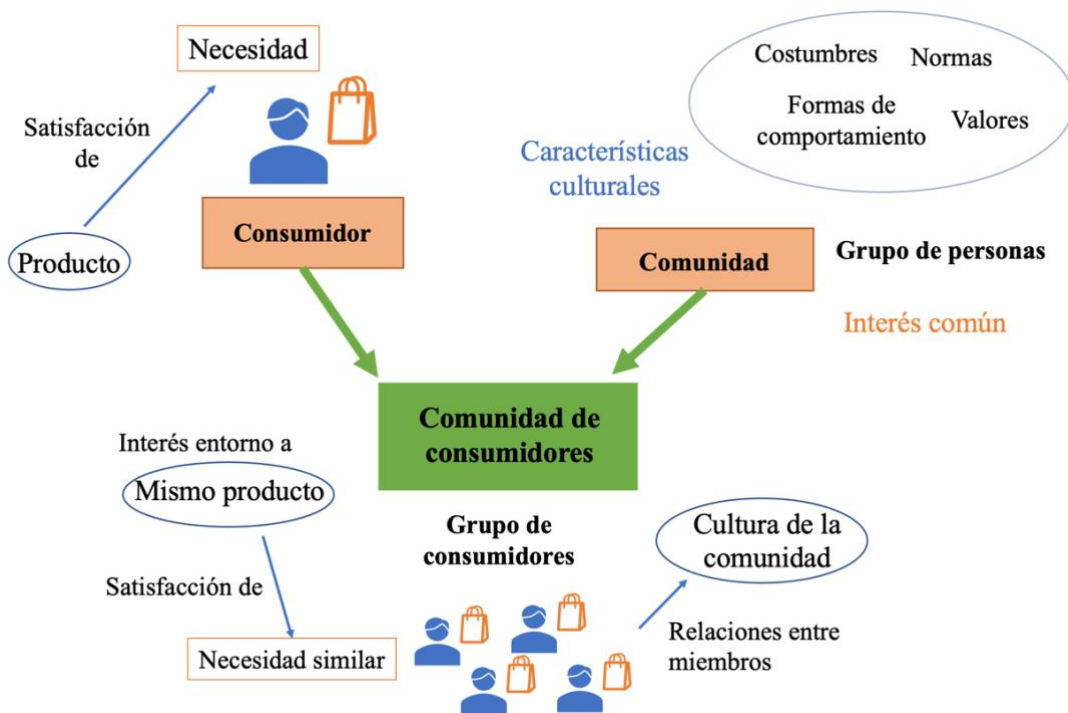 Necesidad
Satisfacción
de
Producto
Consumidor
Costumbres
Normas
Formas de
comportamiento
Valores
Características
culturales
Comunidad
Grupo de personas
Interés común
Comunidad de
consumidores
Interés entorno a
Mismo producto
Satisfacción de
Necesidad similar
Grupo de
consumidores
Cultura de la
comunidad
Relaciones entre
miembros